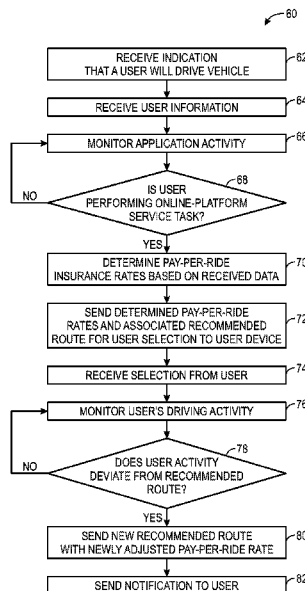 60
RECEIVE INDICATION
THAT A USER WILL DRIVE VEHICLE
62
RECEIVE USER INFORMATION
64
MONITOR APPLICATION ACTIVITY
66
68
IS USER
PERFORMING ONLINE-PLATFORM
SERVICE TASK?
NO
YES
DETERMINE PAY-PER-RIDE
INSURANCE RATES BASED ON RECEIVED DATA
70
SEND DETERMINED PAY-PER-RIDE
RATES AND ASSOCIATED RECOMMENDED
ROUTE FOR USER SELECTION TO USER DEVICE
72
RECEIVE SELECTION FROM USER
74
MONITOR USER'S DRIVING ACTIVITY
76
78
DOES USER ACTIVITY
DEVIATE FROM RECOMMENDED
ROUTE?
NO
YES
SEND NEW RECOMMENDED ROUTE
WITH NEWLY ADJUSTED PAY-PER-RIDE RATE
80
SEND NOTIFICATION TO USER
82